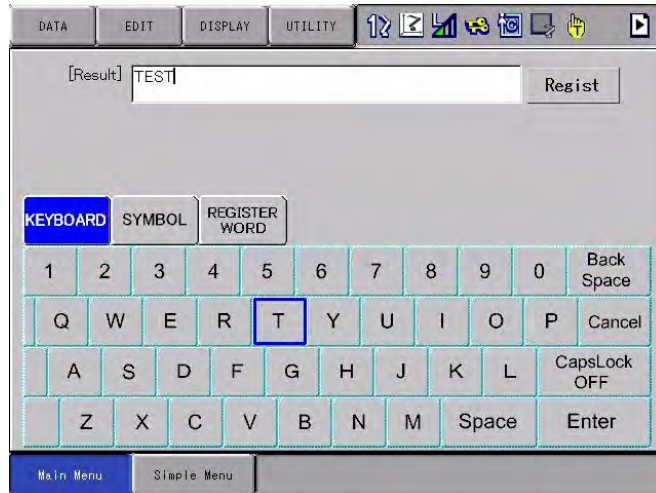 DATA EDIT DISPLAY UTILITY
[Result] TEST Regist
KEYBOARD SYMBOL REGISTER
WORD
1 2 3 4 5 6 7 8 9 0 Back
Space
Q W E R T Y U I O P Cancel
A S D F G H J K L CapsLock
OFF
Z X C V B N M Space Enter
Main Menu Simple Menu